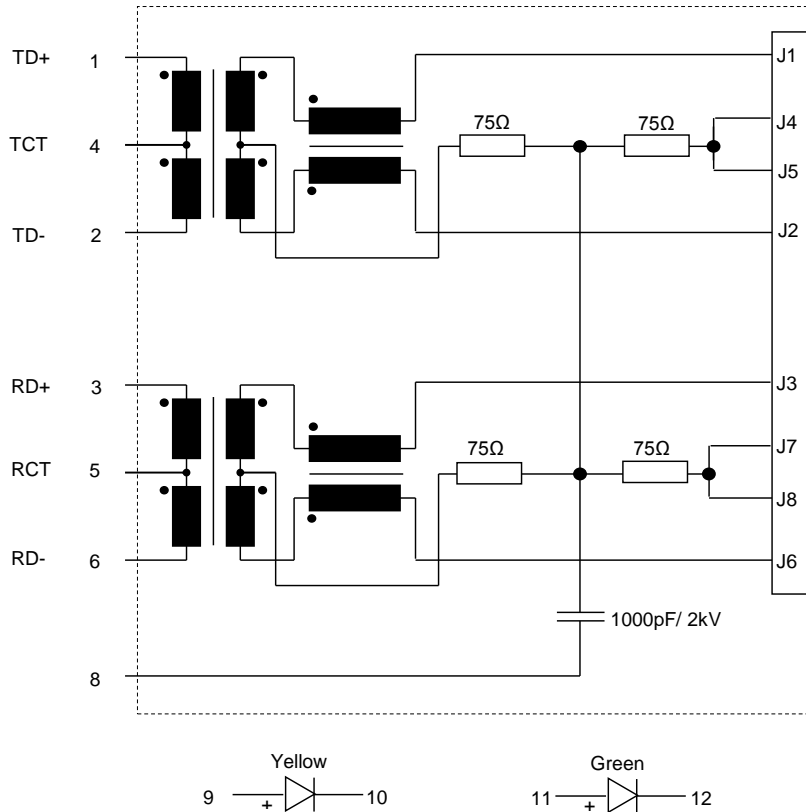 TD+ 1
J1
75Ω 75Ω J4
TCT 4
J5
TD- 2
J2
RD+ 3
J3
75Ω 75Ω J7
RCT 5
J8
RD- 6
J6
1000pF/ 2kV
8
Yellow
9 + 10
Green
11 + 12